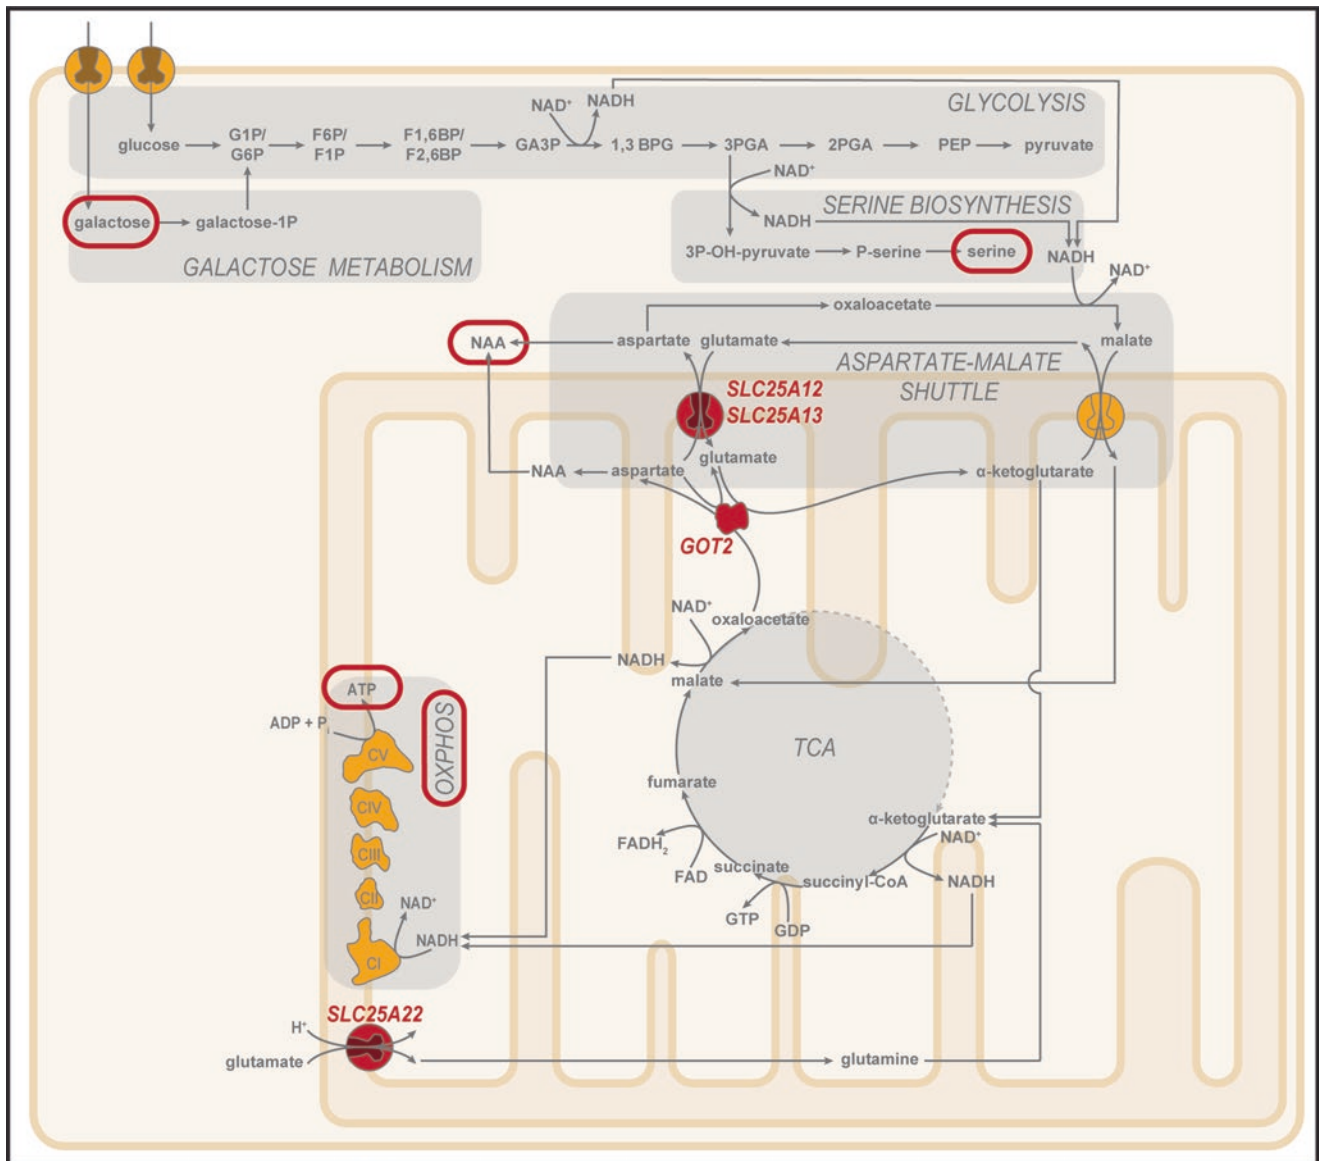 NAD⁺
NADH
GLYCOLYSIS
glucose
G1P/
G6P
F6P/
F1P
F1,6BP/
F2,6BP
GA3P
1,3 BPG
3PGA
2PGA
PEP
pyruvate
NAD⁺
galactose
galactose-1P
GALACTOSE METABOLISM
SERINE BIOSYNTHESIS
NADH
3P-OH-pyruvate
P-serine
serine
NADH
NAD⁺
oxaloacetate
NAA
aspartate
glutamate
malate
ASPARTATE-MALATE
SHUTTLE
SLC25A12
SLC25A13
glutamate
NAA
aspartate
α-ketoglutarate
GOT2
NAD⁺
oxaloacetate
NADH
malate
TCA
ATP
ADP + Pᵢ
OXPHOS
CV
CIV
CIII
CII
CI
NAD⁺
NADH
fumarate
FADH₂
FAD
succinate
GTP
GDP
succinyl-CoA
α-ketoglutarate
NAD⁺
NADH
SLC25A22
H⁺
glutamate
glutamine